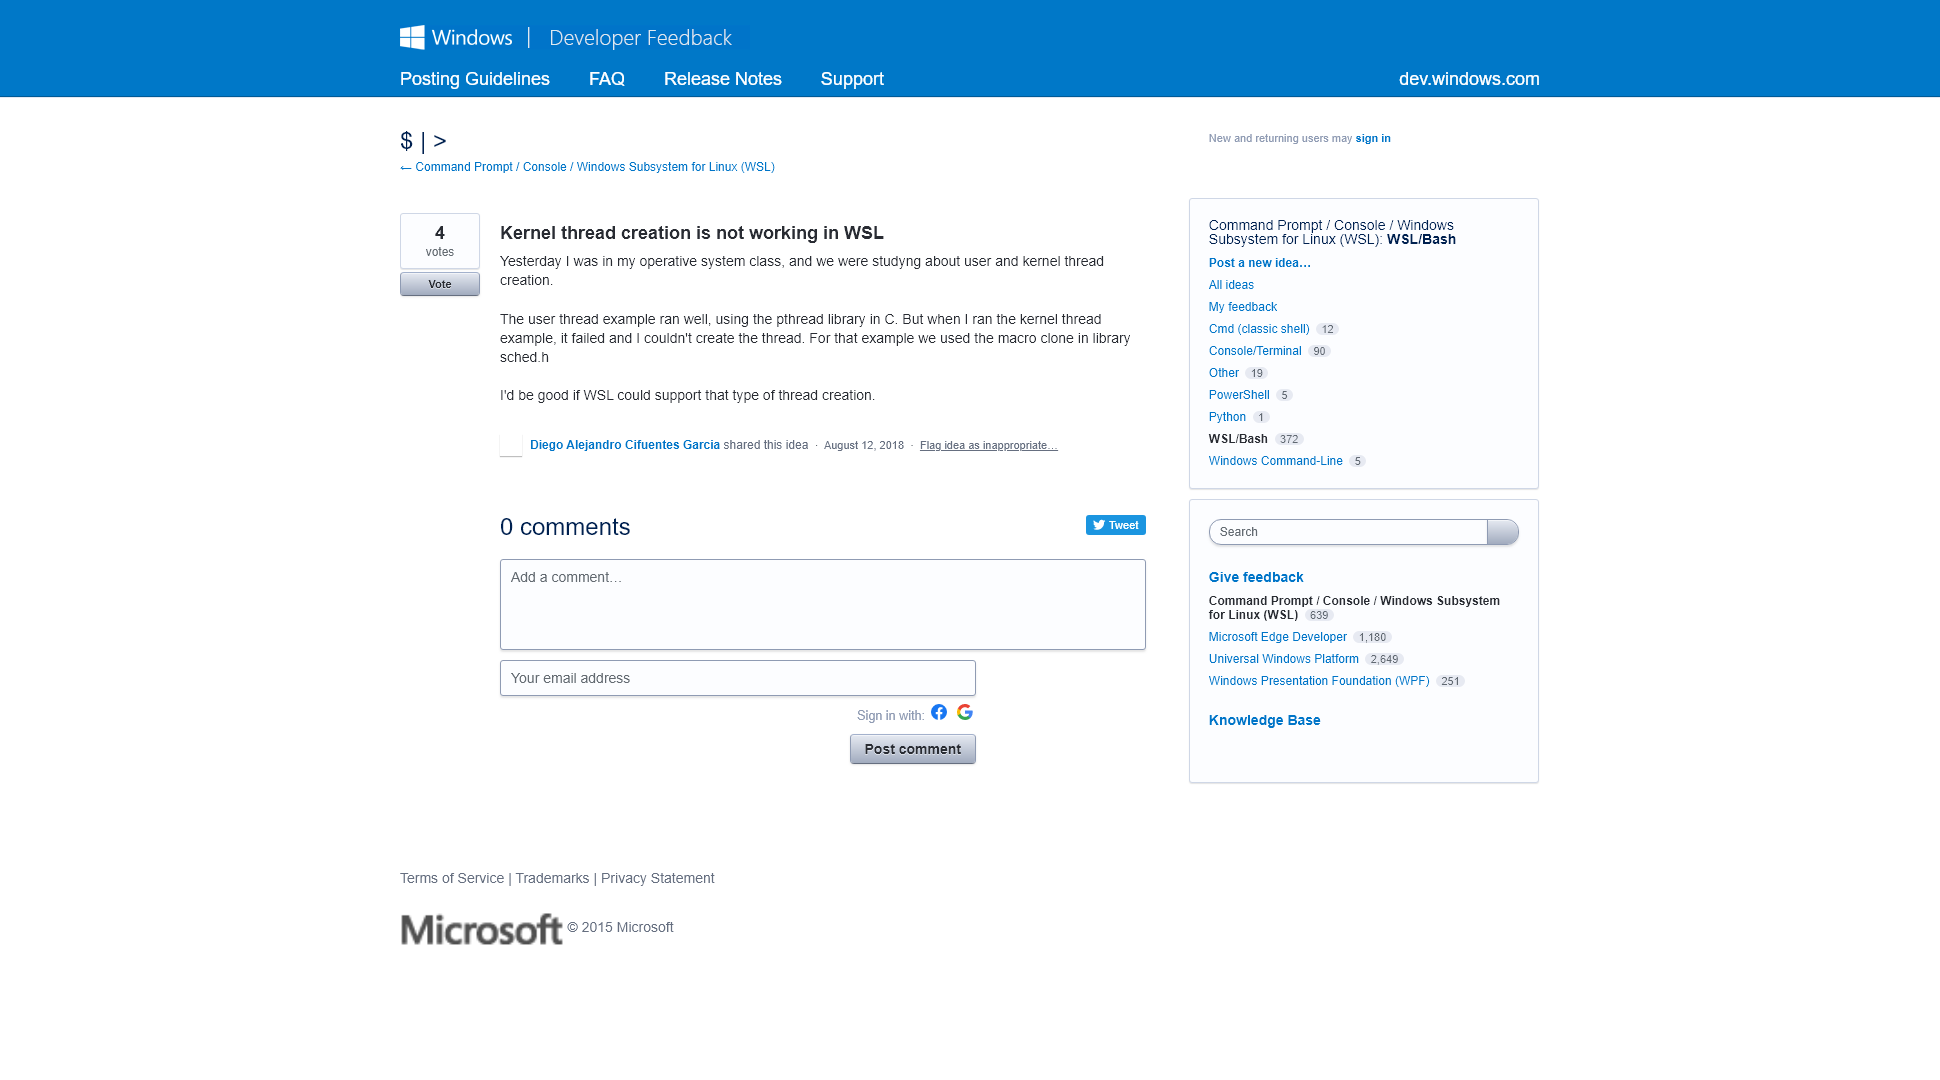 Windows | Developer Feedback
Posting Guidelines FAQ Release Notes Support dev.windows.com
$ | >
← Command Prompt / Console / Windows Subsystem for Linux (WSL)
New and returning users may sign in
4
votes
Vote
Kernel thread creation is not working in WSL
Yesterday I was in my operative system class, and we were studyng about user and kernel thread
creation.
The user thread example ran well, using the pthread library in C. But when I ran the kernel thread
example, it failed and I couldn't create the thread. For that example we used the macro clone in library
sched.h
I'd be good if WSL could support that type of thread creation.
Diego Alejandro Cifuentes Garcia shared this idea · August 12, 2018 · Flag idea as inappropriate…
0 comments
Tweet
Add a comment…
Your email address
Sign in with:
Post comment
Command Prompt / Console / Windows
Subsystem for Linux (WSL): WSL/Bash
Post a new idea…
All ideas
My feedback
Cmd (classic shell) 12
Console/Terminal 90
Other 19
PowerShell 5
Python 1
WSL/Bash 372
Windows Command-Line 5
Search
Give feedback
Command Prompt / Console / Windows Subsystem
for Linux (WSL) 639
Microsoft Edge Developer 1,180
Universal Windows Platform 2,649
Windows Presentation Foundation (WPF) 251
Knowledge Base
Terms of Service | Trademarks | Privacy Statement
Microsoft © 2015 Microsoft